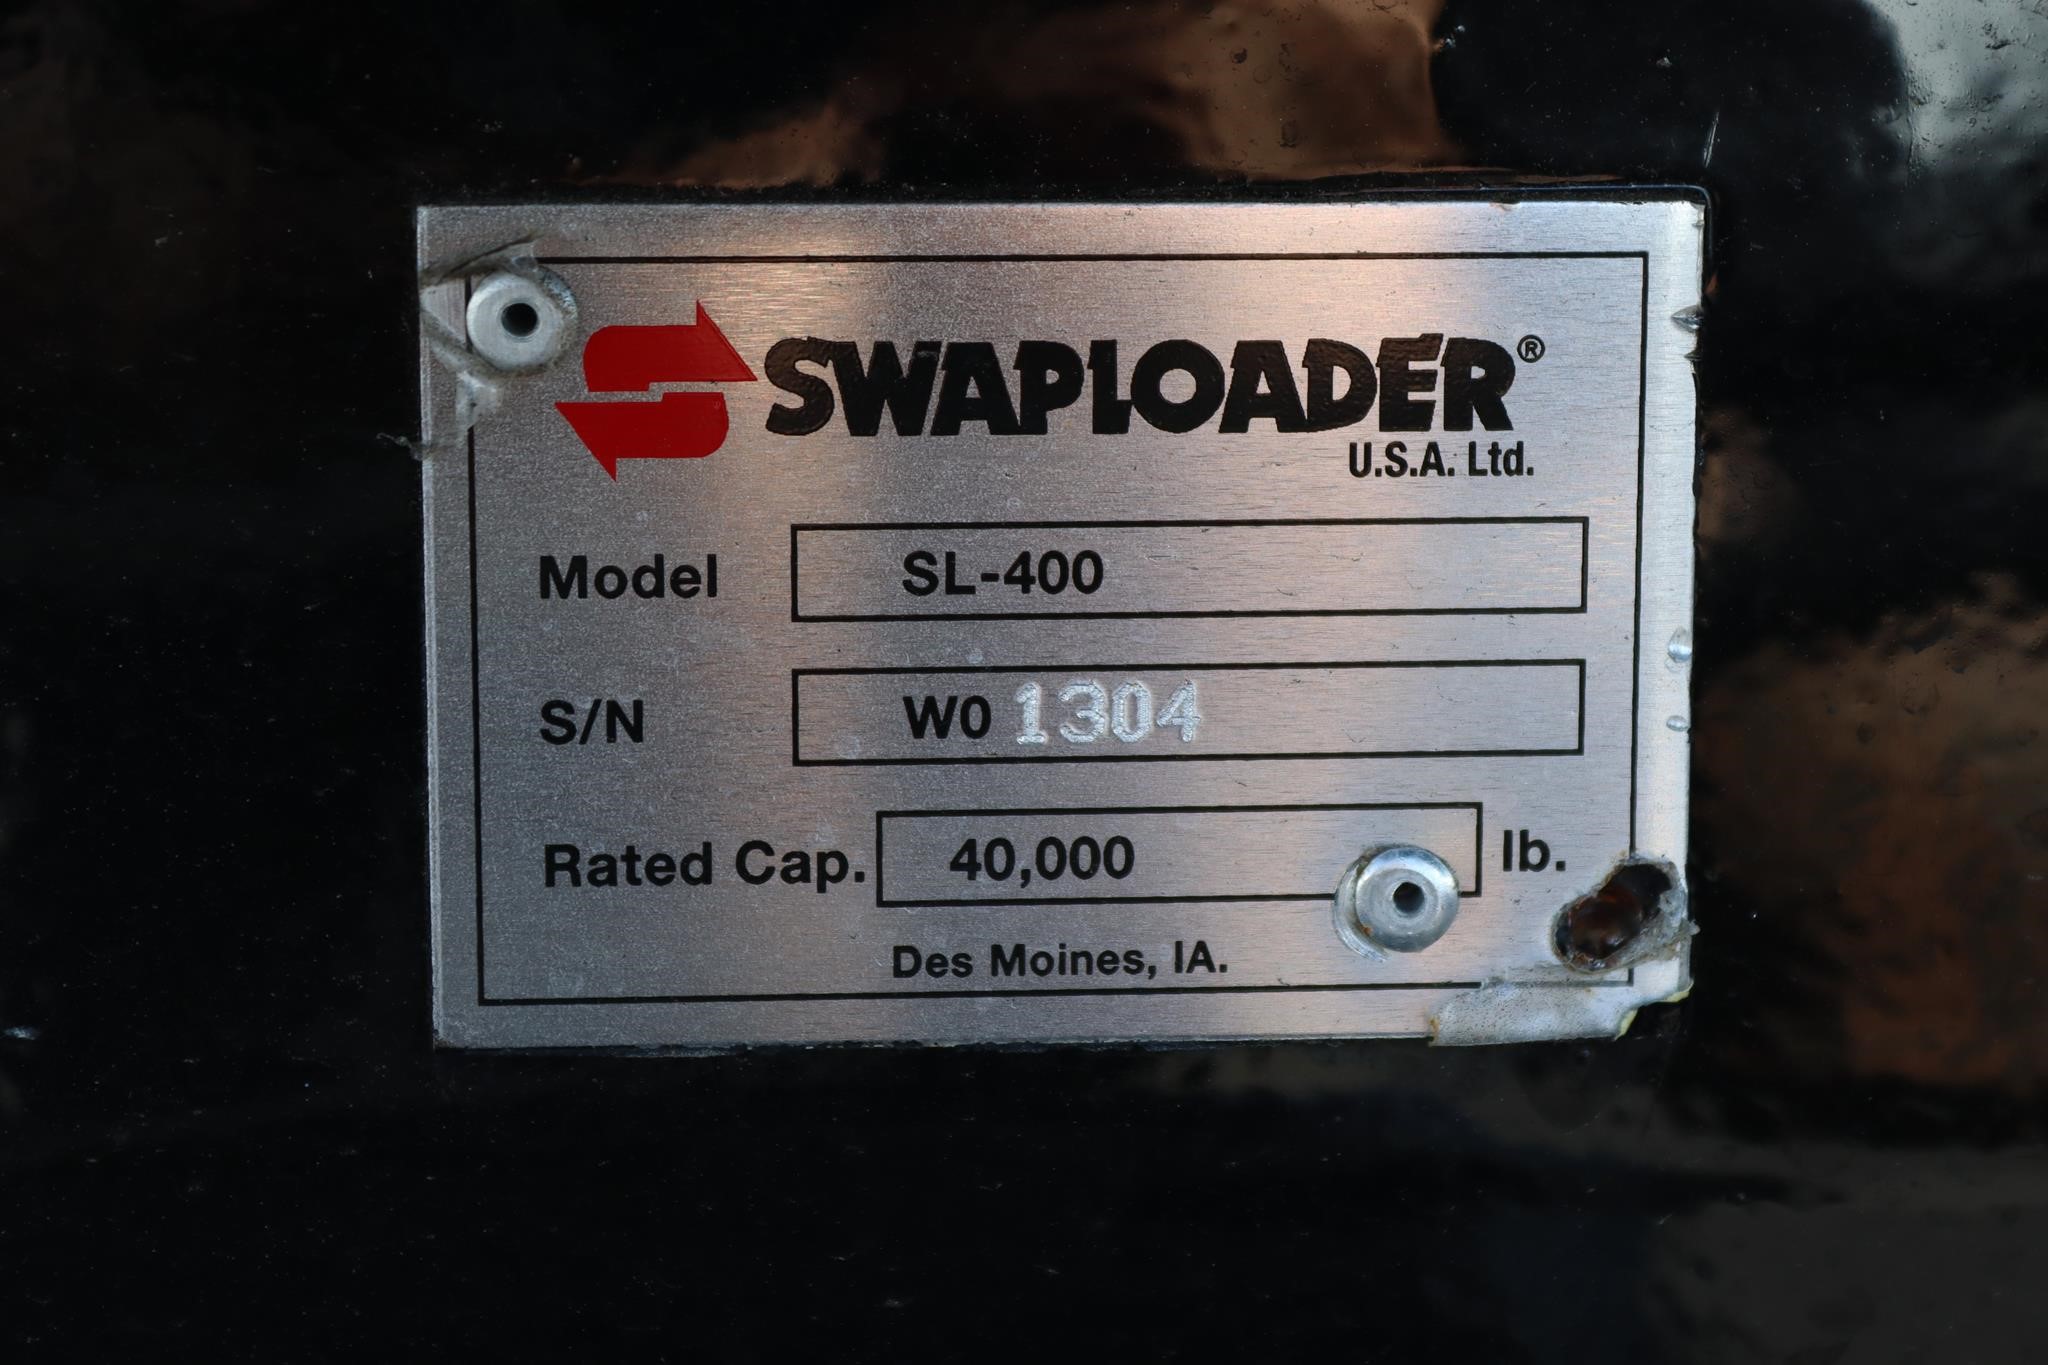 SWAPLOADER®
U.S.A. Ltd.
Model SL-400
S/N W0 1304
Rated Cap. 40,000 lb.
Des Moines, IA.